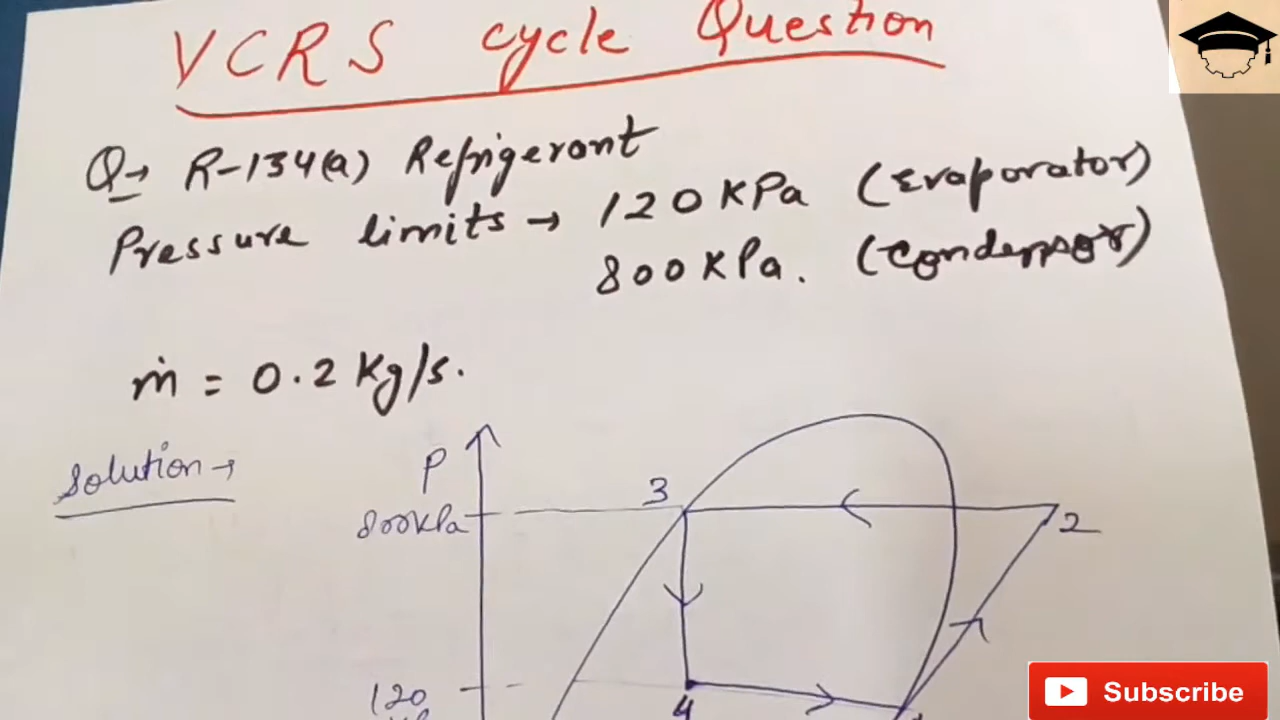 VCRS cycle Question
Q→ R-134(a) Refrigerant
Pressure limits → 120 KPa (Evaporator)
800 KPa. (Condensor)
ṁ = 0.2 Kg/s.
Solution →
P
3
800KPa
2
120
4
Subscribe